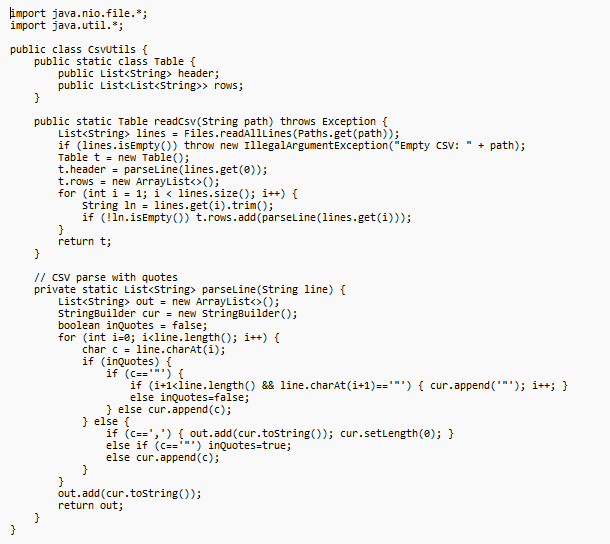 import java.nio.file.*;
import java.util.*;

public class CsvUtils {
    public static class Table {
        public List<String> header;
        public List<List<String>> rows;
    }

    public static Table readCsv(String path) throws Exception {
        List<String> lines = Files.readAllLines(Paths.get(path));
        if (lines.isEmpty()) throw new IllegalArgumentException("Empty CSV: " + path);
        Table t = new Table();
        t.header = parseLine(lines.get(0));
        t.rows = new ArrayList<>();
        for (int i = 1; i < lines.size(); i++) {
            String ln = lines.get(i).trim();
            if (!ln.isEmpty()) t.rows.add(parseLine(lines.get(i)));
        }
        return t;
    }

    // CSV parse with quotes
    private static List<String> parseLine(String line) {
        List<String> out = new ArrayList<>();
        StringBuilder cur = new StringBuilder();
        boolean inQuotes = false;
        for (int i=0; i<line.length(); i++) {
            char c = line.charAt(i);
            if (inQuotes) {
                if (c=='"') {
                    if (i+1<line.length() && line.charAt(i+1)=='"') { cur.append('"'); i++; }
                    else inQuotes=false;
                } else cur.append(c);
            } else {
                if (c==',') { out.add(cur.toString()); cur.setLength(0); }
                else if (c=='"') inQuotes=true;
                else cur.append(c);
            }
        }
        out.add(cur.toString());
        return out;
    }
}